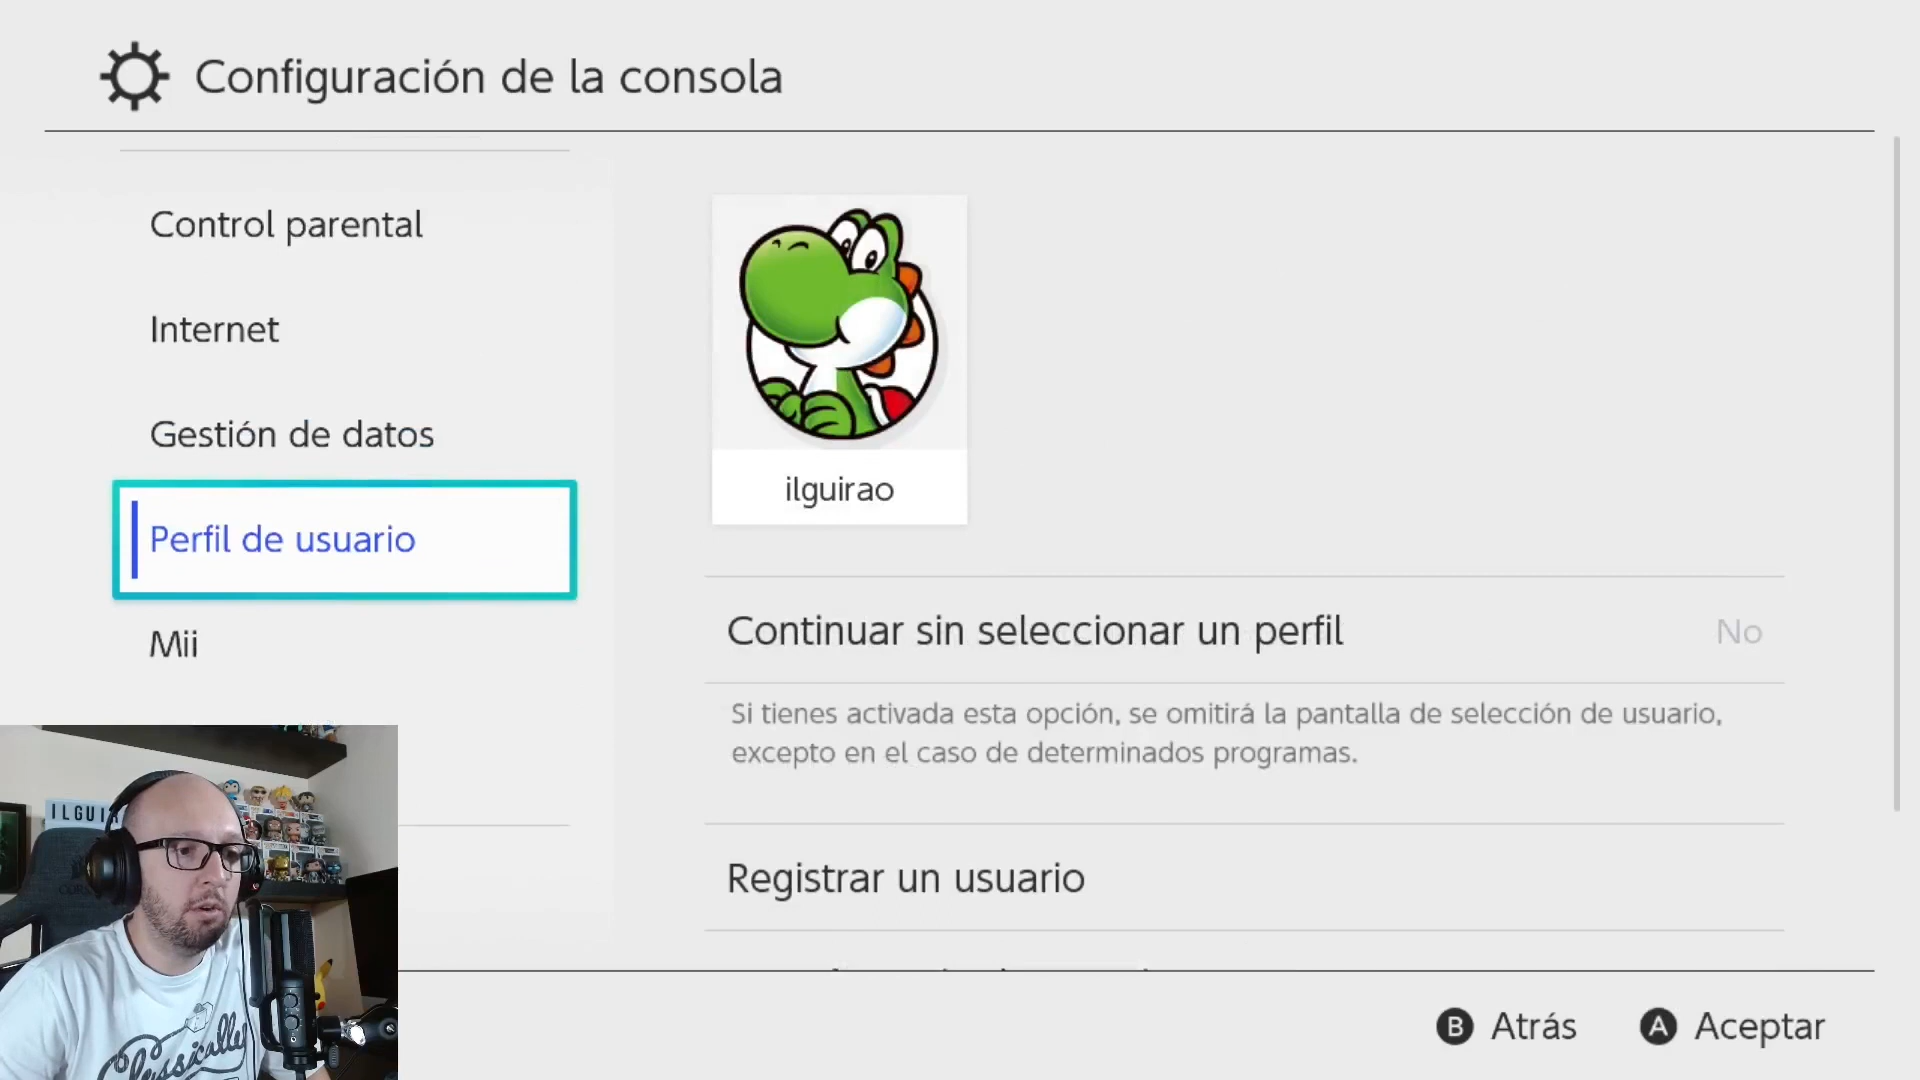 Configuración de la consola
Control parental
Internet
Gestión de datos
Perfil de usuario
Mii
ilguirao
Continuar sin seleccionar un perfil
No
Si tienes activada esta opción, se omitirá la pantalla de selección de usuario,
excepto en el caso de determinados programas.
Registrar un usuario
B Atrás
A Aceptar
ILGUI
Classically